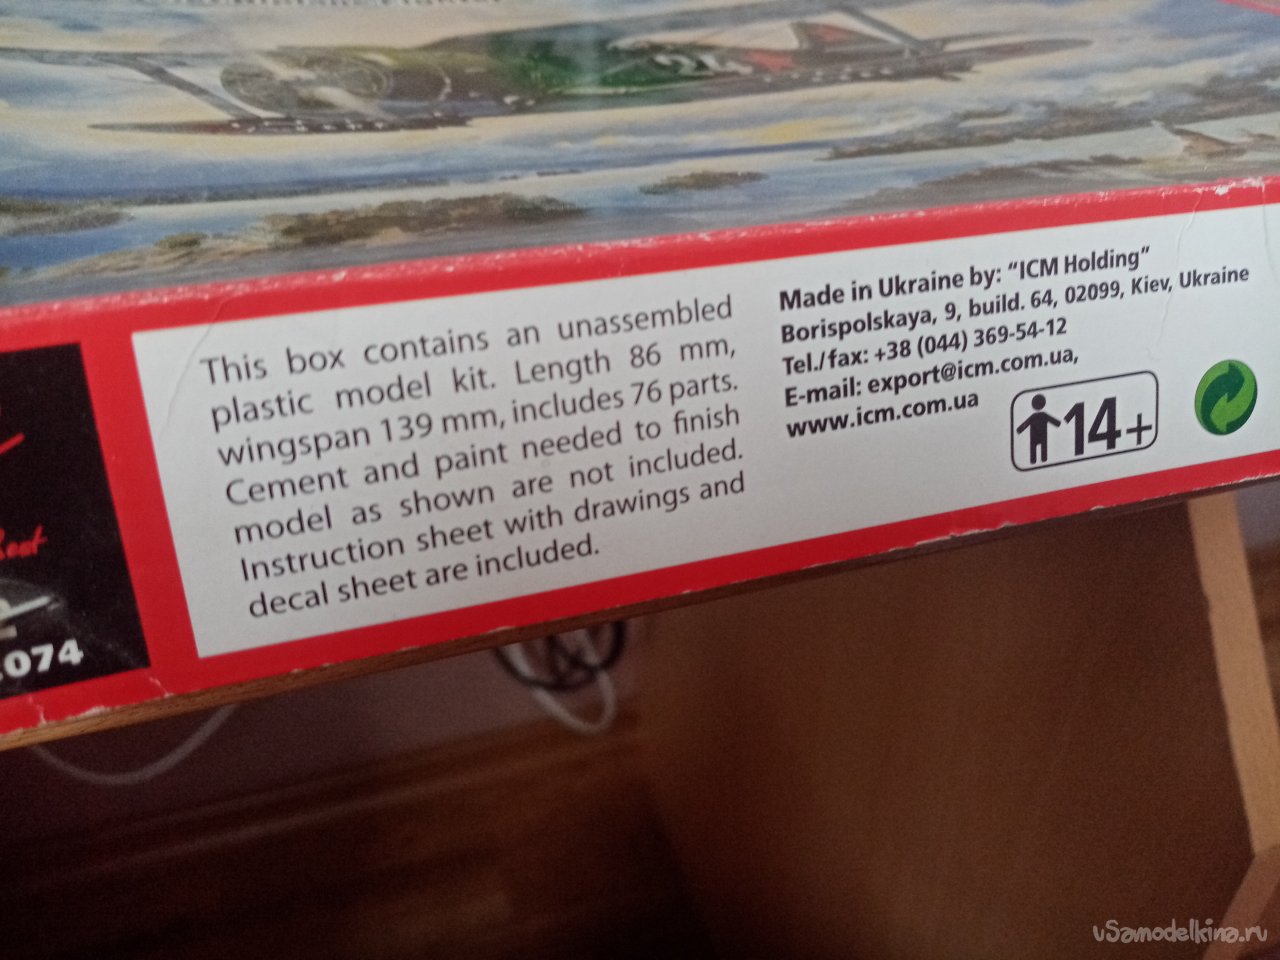 24
This box contains an unassembled
plastic model kit. Length 86 mm,
wingspan 139 mm, includes 76 parts.
Cement and paint needed to finish
model as shown are not included.
Instruction sheet with drawings and
decal sheet are included.
Made in Ukraine by: “ICM Holding”
Borispolskaya, 9, build. 64, 02099, Kiev, Ukraine
Tel./fax: +38 (044) 369-54-12
E-mail: export@icm.com.ua,
www.icm.com.ua
14+
074
uSamodelkina.ru